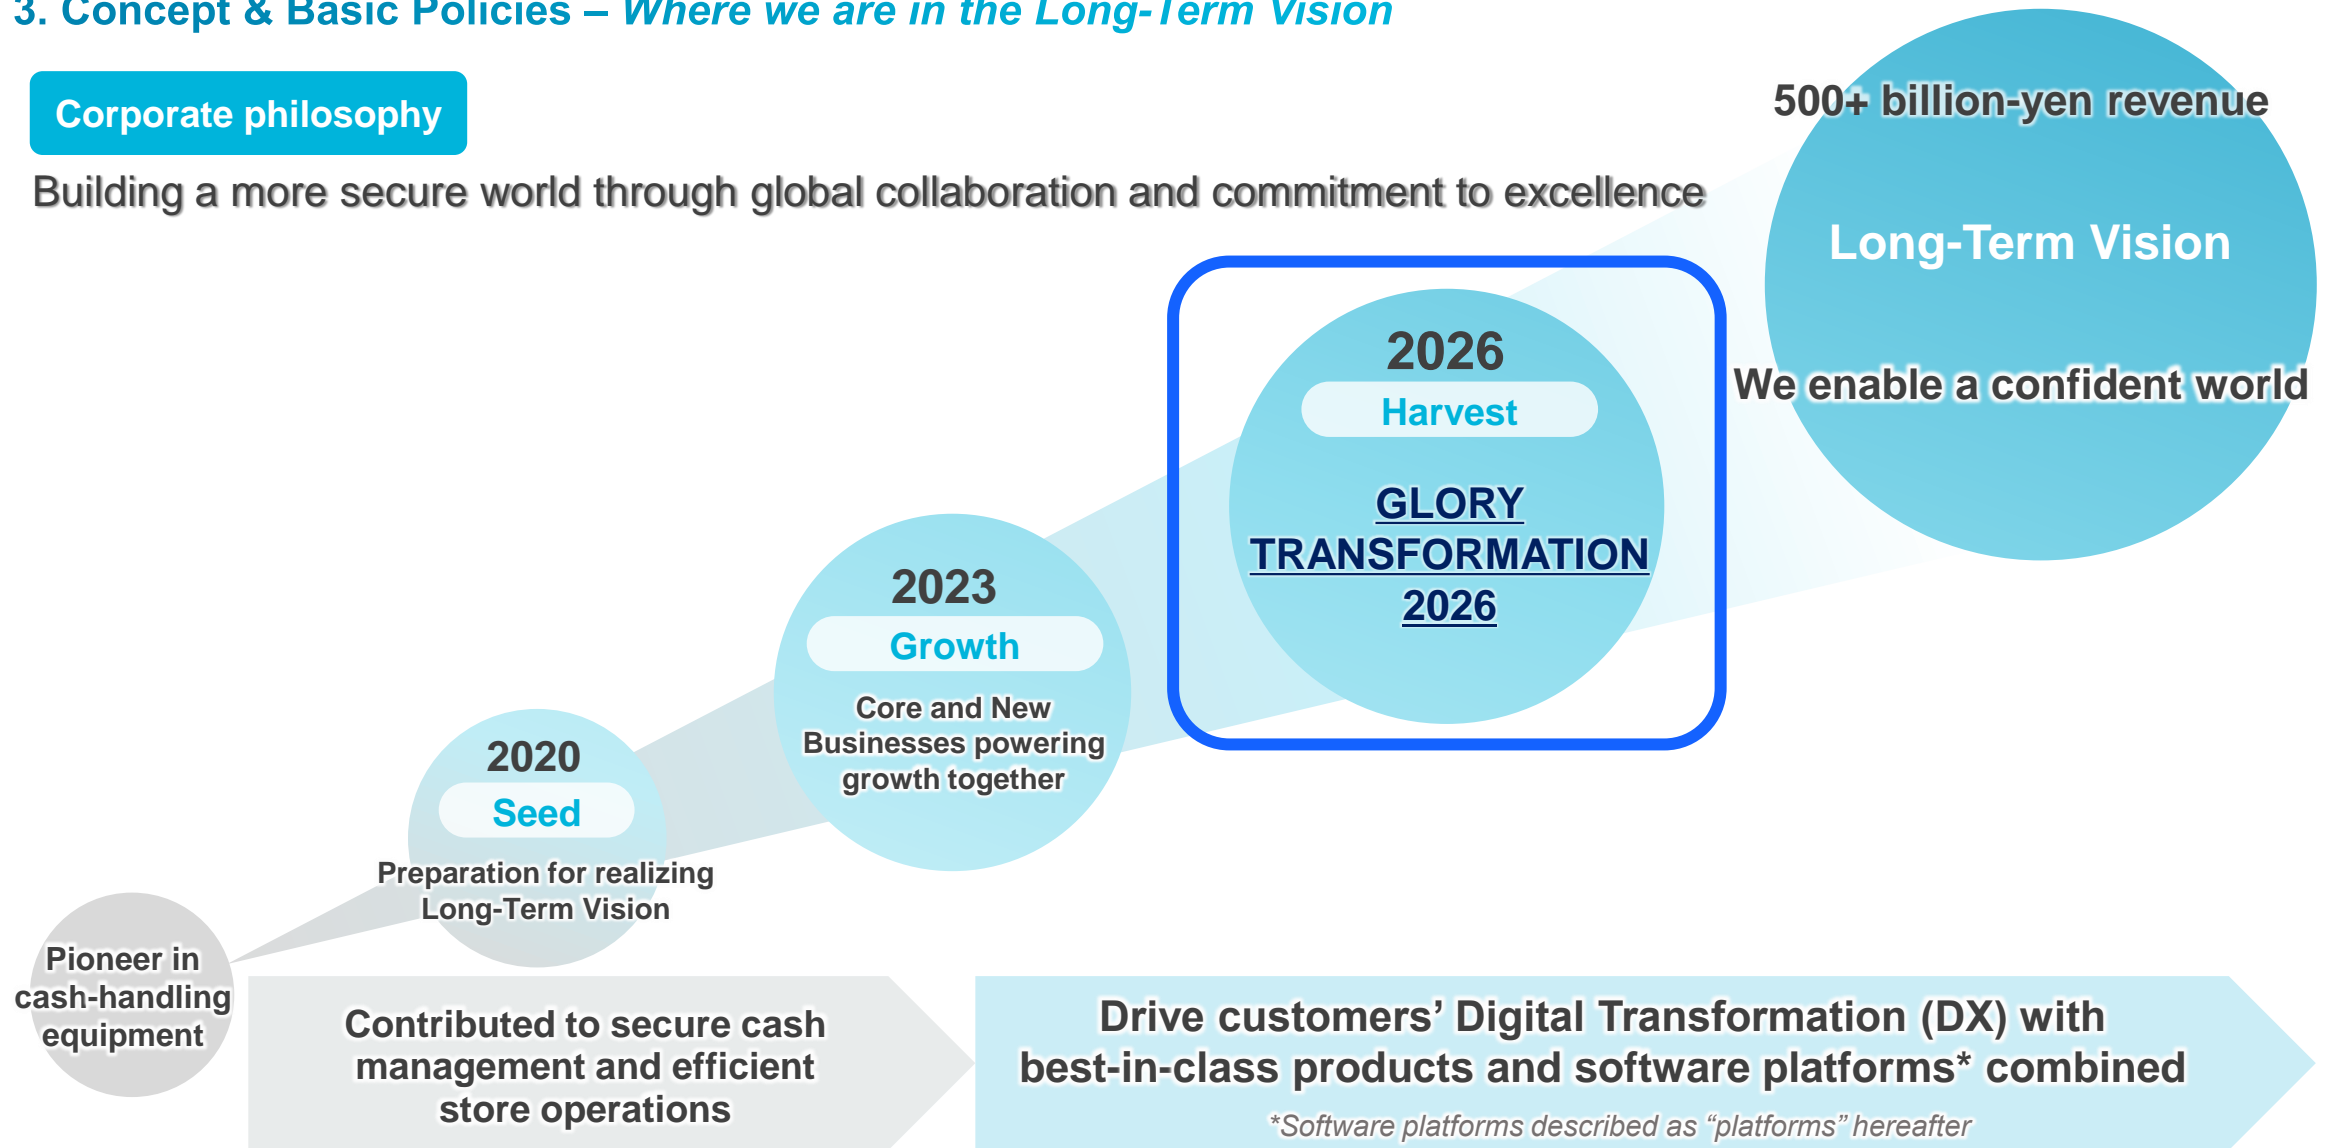 3. Concept & Basic Policies – Where we are in the Long-Term Vision
Corporate philosophy
Building a more secure world through global collaboration and commitment to excellence
500+ billion-yen revenue
Long-Term Vision
We enable a confident world
2026
Harvest
GLORY
TRANSFORMATION
2026
2023
Growth
Core and New
Businesses powering
growth together
2020
Seed
Preparation for realizing
Long-Term Vision
Pioneer in
cash-handling
equipment
Contributed to secure cash
management and efficient
store operations
Drive customers’ Digital Transformation (DX) with
best-in-class products and software platforms* combined
*Software platforms described as “platforms” hereafter